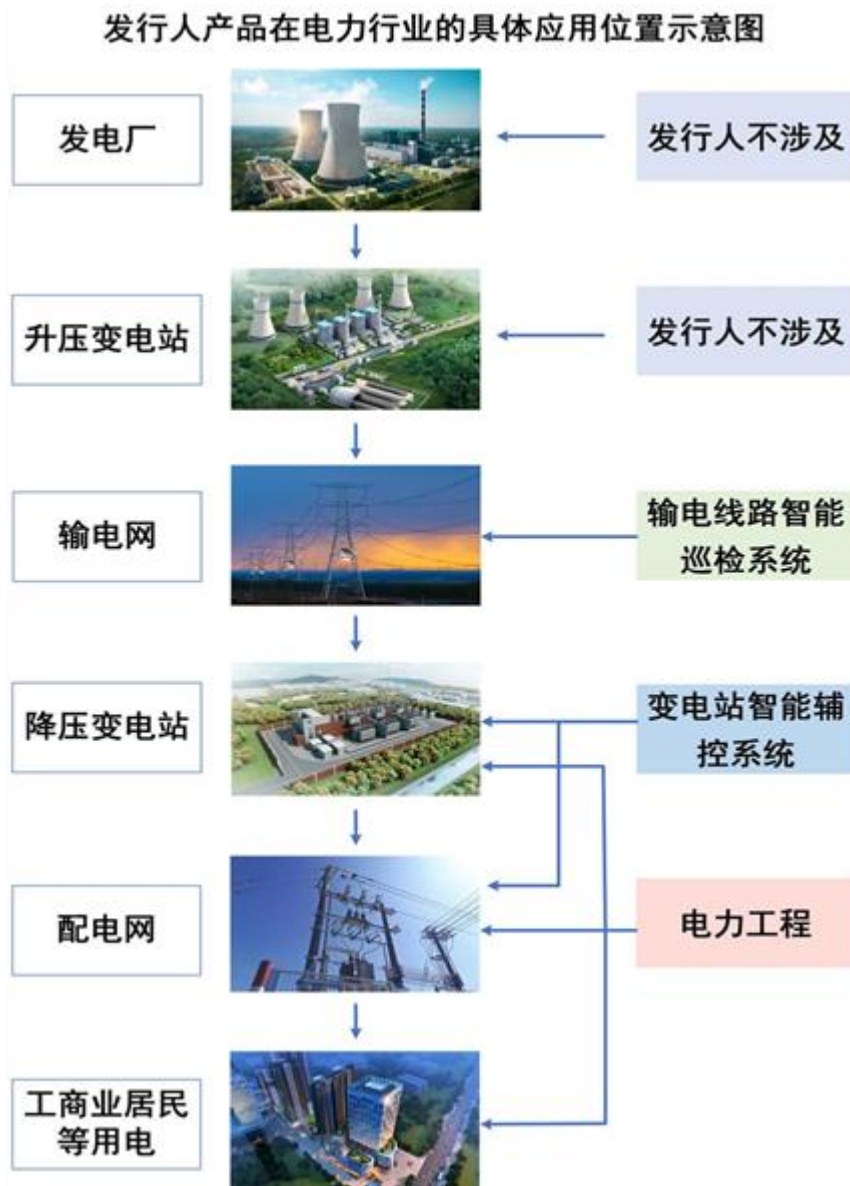 发行人产品在电力行业的具体应用位置示意图
发电厂
发行人不涉及
升压变电站
发行人不涉及
输电网
输电线路智能
巡检系统
降压变电站
变电站智能辅
控系统
配电网
电力工程
工商业居民
等用电